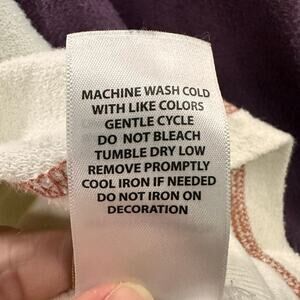 MACHINE WASH COLD
WITH LIKE COLORS
GENTLE CYCLE
DO NOT BLEACH
TUMBLE DRY LOW
REMOVE PROMPTLY
COOL IRON IF NEEDED
DO NOT IRON ON
DECORATION